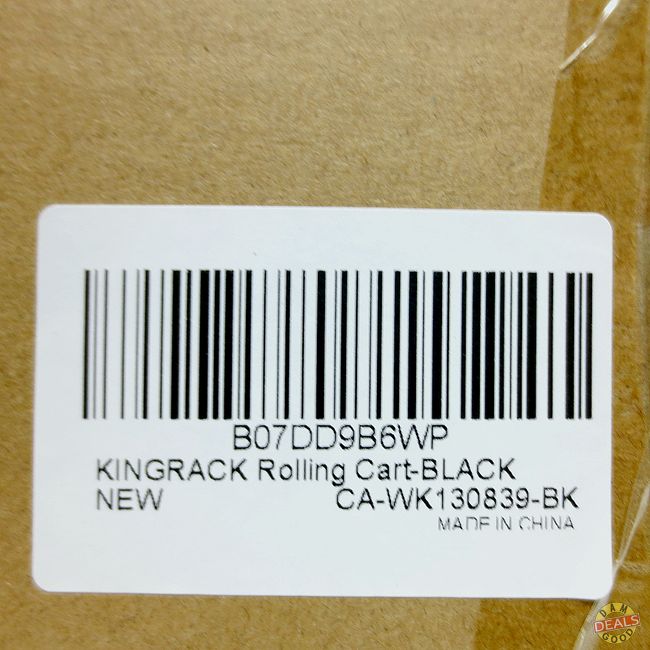 B07DD9B6WP
KINGRACK Rolling Cart-BLACK
NEW CA-WK130839-BK
MADE IN CHINA
DAM
DEALS
GOOD